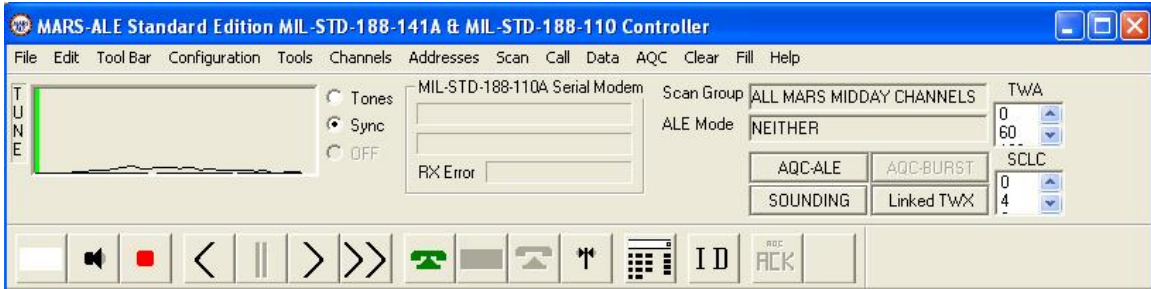 MARS-ALE Standard Edition MIL-STD-188-141A & MIL-STD-188-110 Controller
File Edit Tool Bar Configuration Tools Channels Addresses Scan Call Data AQC Clear Fill Help
TUNE
Tones
Sync
OFF
MIL-STD-188-110A Serial Modem
RX Error
Scan Group ALL MARS MIDDAY CHANNELS
ALE Mode NEITHER
AQC-ALE AQC-BURST
SOUNDING Linked TWX
TWA
0
60
SCLC
0
4
ID
AQC
ACK